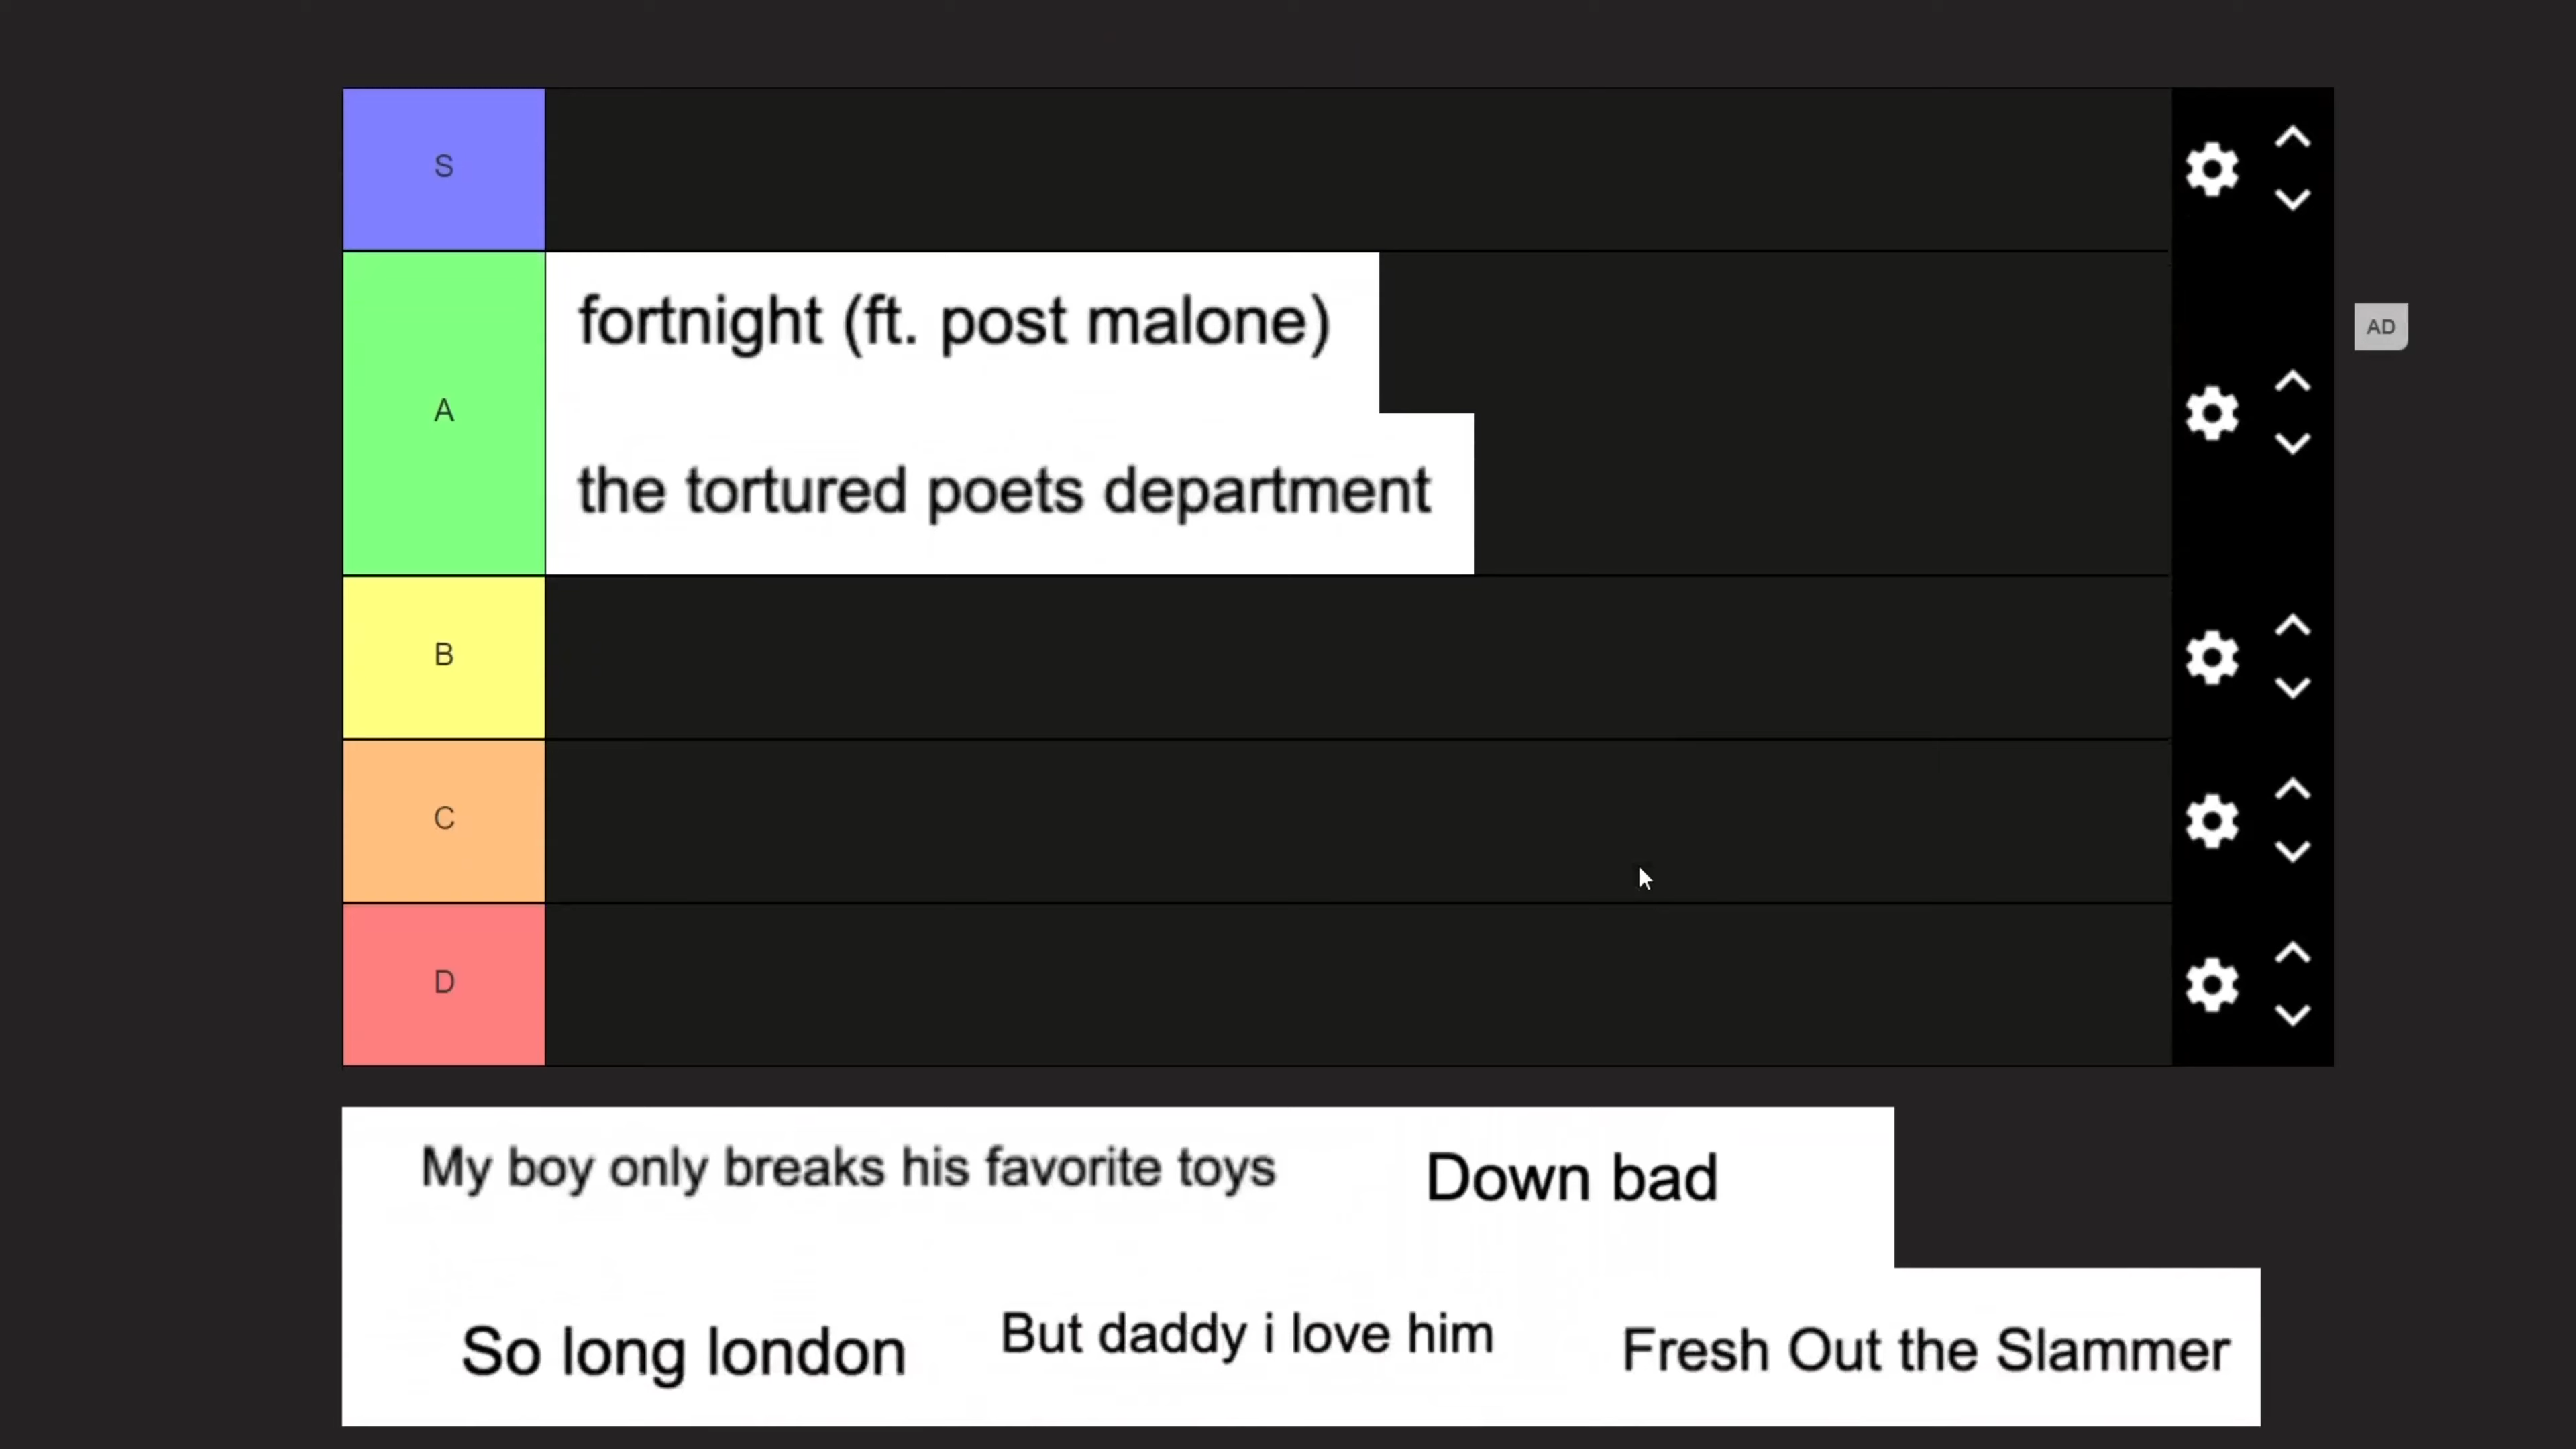 S
A
fortnight (ft. post malone)
the tortured poets department
AD
B
C
D
My boy only breaks his favorite toys
Down bad
So long london
But daddy i love him
Fresh Out the Slammer